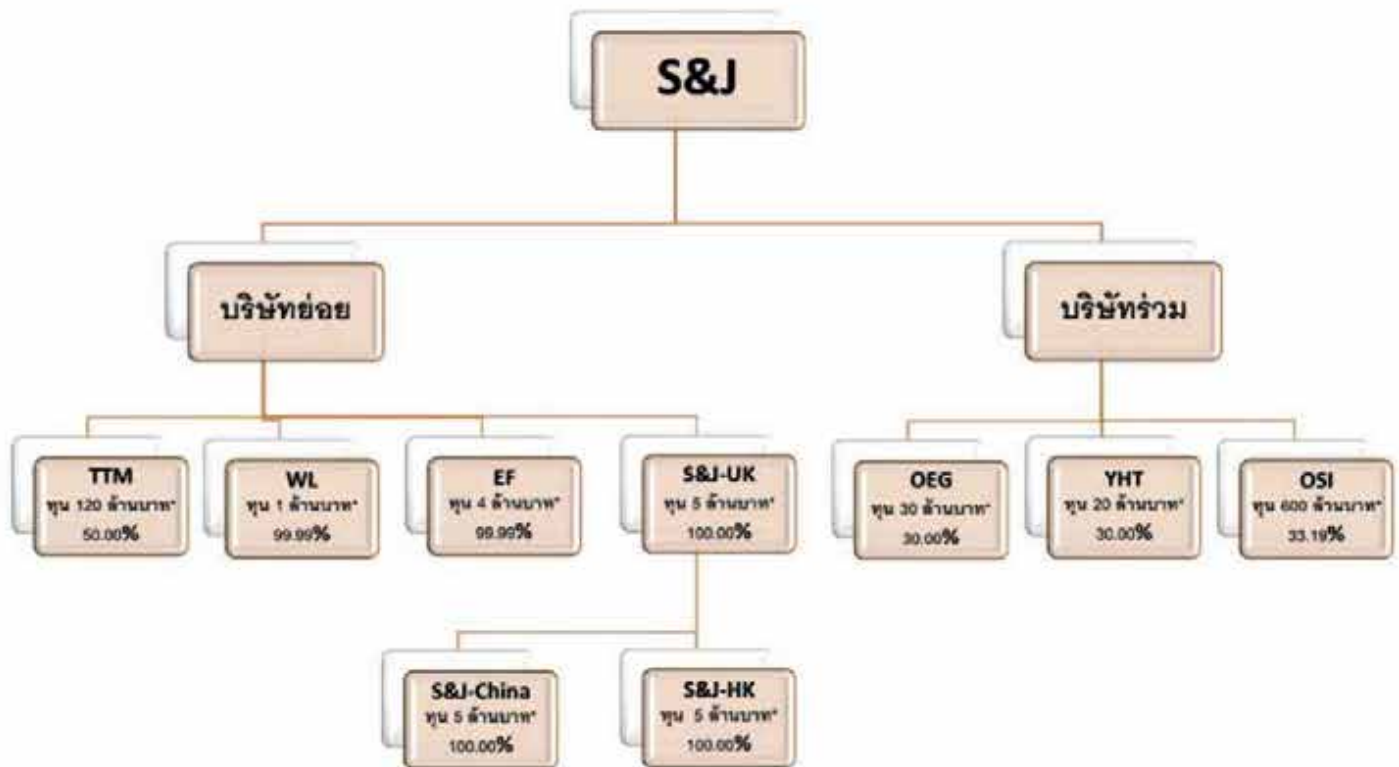 S&J
บริษัทย่อย
บริษัทร่วม
TTM
ทุน 120 ล้านบาท*
50.00%
WL
ทุน 1 ล้านบาท*
99.99%
EF
ทุน 4 ล้านบาท*
99.99%
S&J-UK
ทุน 5 ล้านบาท*
100.00%
OEG
ทุน 30 ล้านบาท*
30.00%
YHT
ทุน 20 ล้านบาท*
30.00%
OSI
ทุน 600 ล้านบาท*
33.19%
S&J-China
ทุน 5 ล้านบาท*
100.00%
S&J-HK
ทุน 5 ล้านบาท*
100.00%